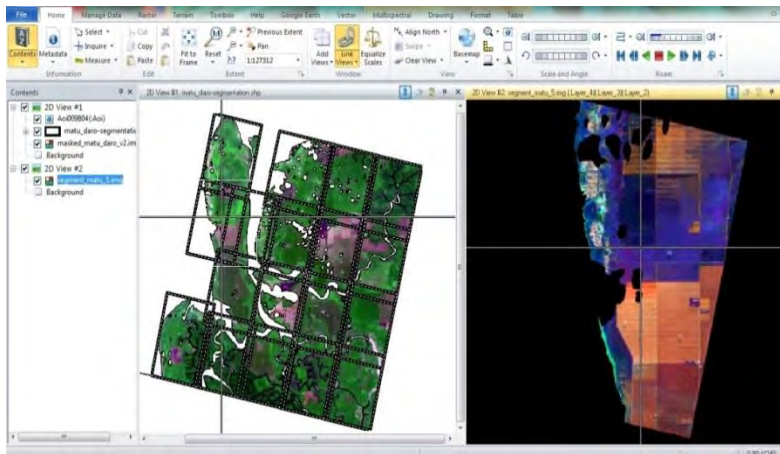 File Home Manage Data Raster Terrain Toolbox Help Google Earth Vector Multispectral Drawing Format Table
Contents
Metadata
Select
Inquire
Measure
Information
Cut
Copy
Paste
Edit
Fit to Frame
Reset
Previous Extent
Pan
1:127312
Extent
Add Views
Link Views
Equalize Scales
Window
Align North
Swipe
Clear View
Basemap
View
Scale and Angle
Roam
Contents
2D View #1
matu_daro-segmentatio
masked_matu_daro_v2.im
Background
2D View #2
segment_matu_5.img
Background
2D View #1: matu_daro-segmentation.shp
2D View #2: segment_matu_5.img (:Layer_4)(:Layer_3)(:Layer_2)